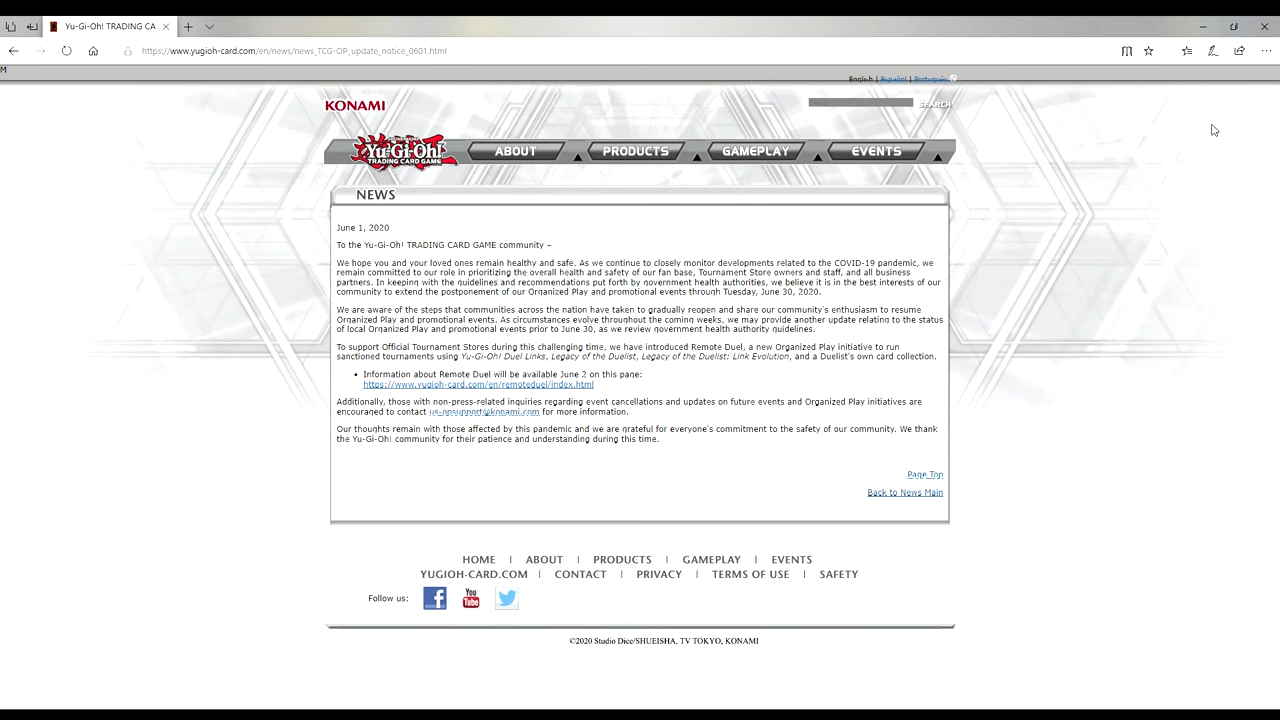 Yu-Gi-Oh! TRADING CA
https://www.yugioh-card.com/en/news/news_TCG-OP_update_notice_0601.html
M
English | Español | Português
KONAMI
SEARCH
Yu-Gi-Oh!
TRADING CARD GAME
ABOUT
PRODUCTS
GAMEPLAY
EVENTS
NEWS
June 1, 2020
To the Yu-Gi-Oh! TRADING CARD GAME community –
We hope you and your loved ones remain healthy and safe. As we continue to closely monitor developments related to the COVID-19 pandemic, we
remain committed to our role in prioritizing the overall health and safety of our fan base, Tournament Store owners and staff, and all business
partners. In keeping with the guidelines and recommendations put forth by government health authorities, we believe it is in the best interests of our
community to extend the postponement of our Organized Play and promotional events through Tuesday, June 30, 2020.
We are aware of the steps that communities across the nation have taken to gradually reopen and share our community's enthusiasm to resume
Organized Play and promotional events. As circumstances evolve throughout the coming weeks, we may provide another update relating to the status
of local Organized Play and promotional events prior to June 30, as we review government health authority guidelines.
To support Official Tournament Stores during this challenging time, we have introduced Remote Duel, a new Organized Play initiative to run
sanctioned tournaments using Yu-Gi-Oh! Duel Links, Legacy of the Duelist, Legacy of the Duelist: Link Evolution, and a Duelist's own card collection.
• Information about Remote Duel will be available June 2 on this page:
https://www.yugioh-card.com/en/remoteduel/index.html
Additionally, those with non-press-related inquiries regarding event cancellations and updates on future events and Organized Play initiatives are
encouraged to contact us-opsupport@konami.com for more information.
Our thoughts remain with those affected by this pandemic and we are grateful for everyone's commitment to the safety of our community. We thank
the Yu-Gi-Oh! community for their patience and understanding during this time.
Page Top
Back to News Main
HOME | ABOUT | PRODUCTS | GAMEPLAY | EVENTS
YUGIOH-CARD.COM | CONTACT | PRIVACY | TERMS OF USE | SAFETY
Follow us:
f
You
Tube
©2020 Studio Dice/SHUEISHA, TV TOKYO, KONAMI